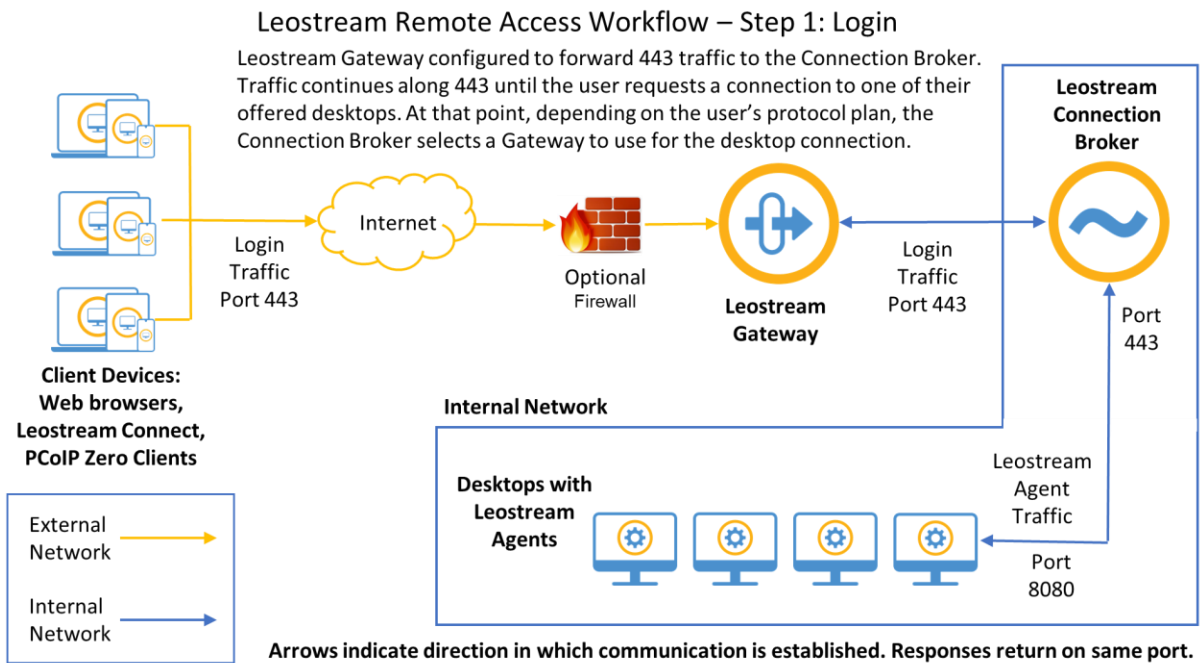 Leostream Remote Access Workflow – Step 1: Login
Leostream Gateway configured to forward 443 traffic to the Connection Broker.
Traffic continues along 443 until the user requests a connection to one of their
offered desktops. At that point, depending on the user's protocol plan, the
Connection Broker selects a Gateway to use for the desktop connection.
Leostream
Connection
Broker
Internet
Login
Traffic
Port 443
Optional
Firewall
Leostream
Gateway
Login
Traffic
Port 443
Port
443
Client Devices:
Web browsers,
Leostream Connect,
PCoIP Zero Clients
Internal Network
Desktops with
Leostream
Agents
Leostream
Agent
Traffic
Port
8080
External
Network
Internal
Network
Arrows indicate direction in which communication is established. Responses return on same port.